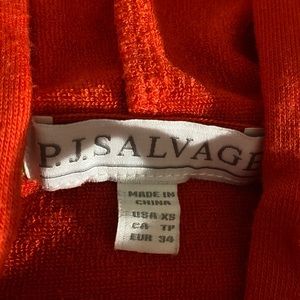 P.J.SALVAGE
MADE IN
CHINA
USA XS
CA TP
EUR 34